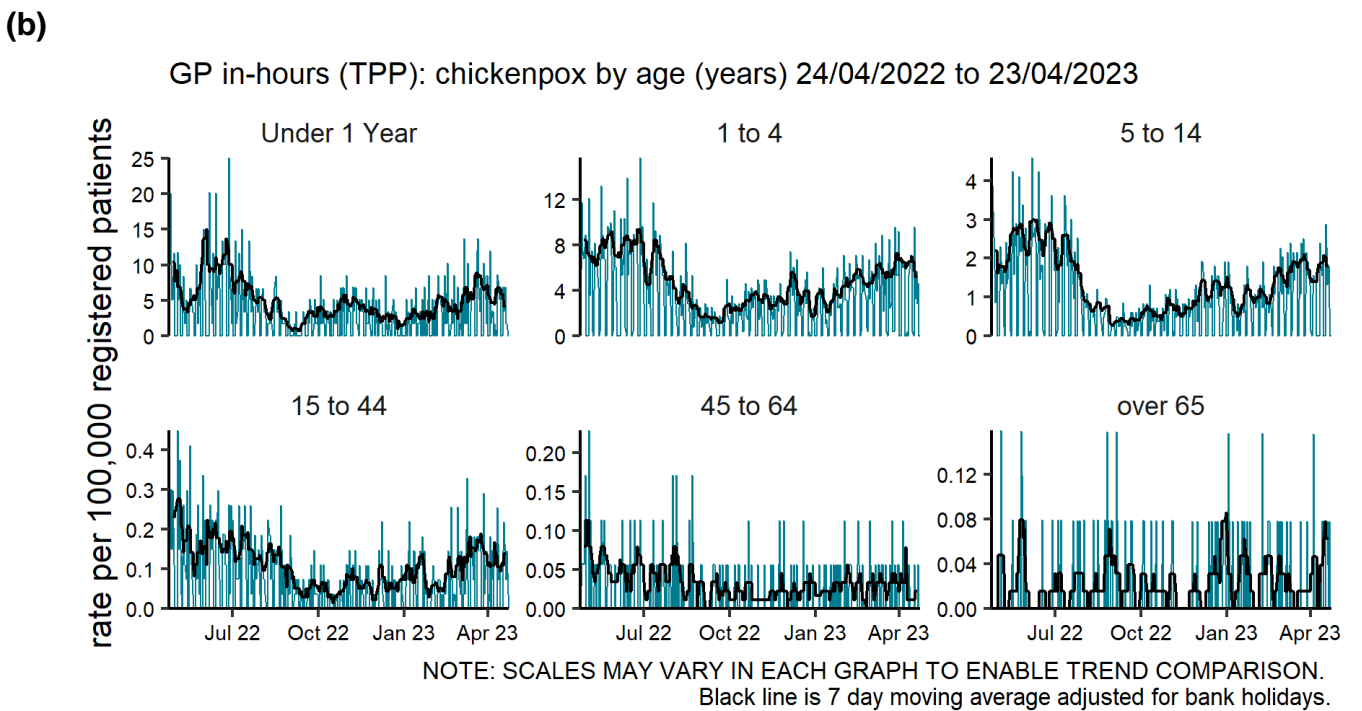 (b)
GP in-hours (TPP): chickenpox by age (years) 24/04/2022 to 23/04/2023
rate per 100,000 registered patients
Under 1 Year
25
20
15
10
5
0
1 to 4
12
8
4
0
5 to 14
4
3
2
1
0
15 to 44
0.4
0.3
0.2
0.1
0.0
Jul 22 Oct 22 Jan 23 Apr 23
45 to 64
0.20
0.15
0.10
0.05
0.00
Jul 22 Oct 22 Jan 23 Apr 23
over 65
0.12
0.08
0.04
0.00
Jul 22 Oct 22 Jan 23 Apr 23
NOTE: SCALES MAY VARY IN EACH GRAPH TO ENABLE TREND COMPARISON.
Black line is 7 day moving average adjusted for bank holidays.